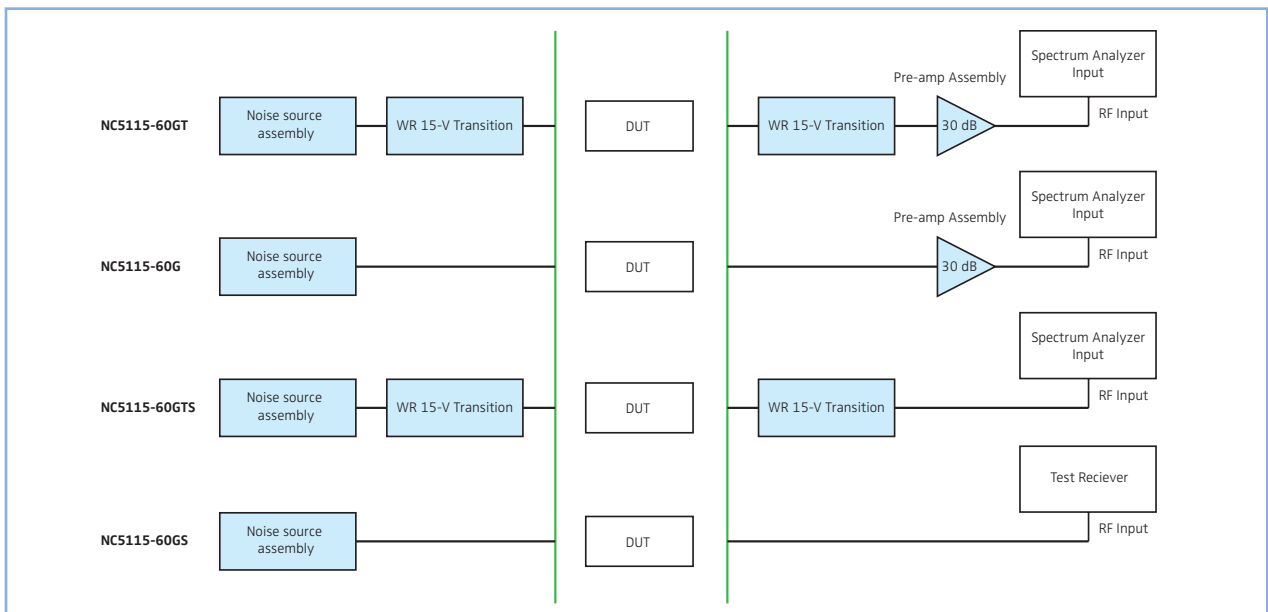 Spectrum Analyzer
Input
Pre-amp Assembly
NC5115-60GT
Noise source
assembly
WR 15-V Transition
DUT
WR 15-V Transition
30 dB
RF Input
Spectrum Analyzer
Input
Pre-amp Assembly
NC5115-60G
Noise source
assembly
DUT
30 dB
RF Input
Spectrum Analyzer
Input
NC5115-60GTS
Noise source
assembly
WR 15-V Transition
DUT
WR 15-V Transition
RF Input
Test Reciever
NC5115-60GS
Noise source
assembly
DUT
RF Input